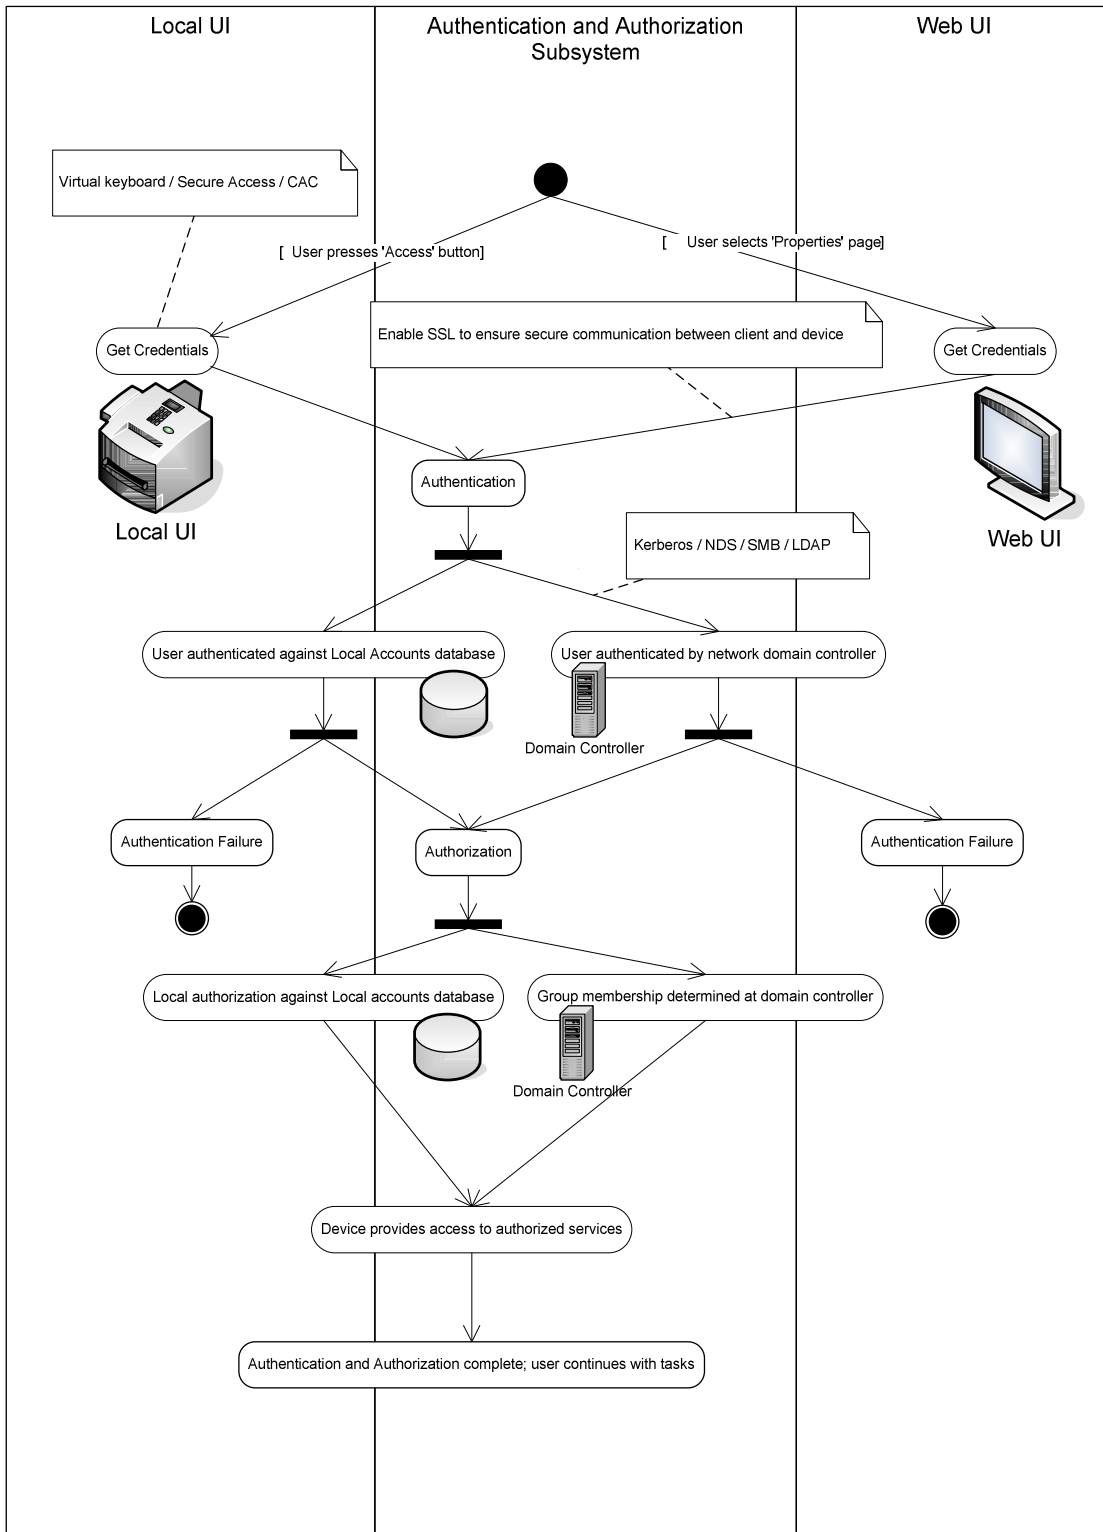 Local UI
Authentication and Authorization
Subsystem
Web UI
Virtual keyboard / Secure Access / CAC
[ User presses 'Access' button]
[ User selects 'Properties' page]
Enable SSL to ensure secure communication between client and device
Get Credentials
Get Credentials
Authentication
Local UI
Web UI
Kerberos / NDS / SMB / LDAP
User authenticated against Local Accounts database
User authenticated by network domain controller
Domain Controller
Authentication Failure
Authorization
Authentication Failure
Local authorization against Local accounts database
Group membership determined at domain controller
Domain Controller
Device provides access to authorized services
Authentication and Authorization complete; user continues with tasks